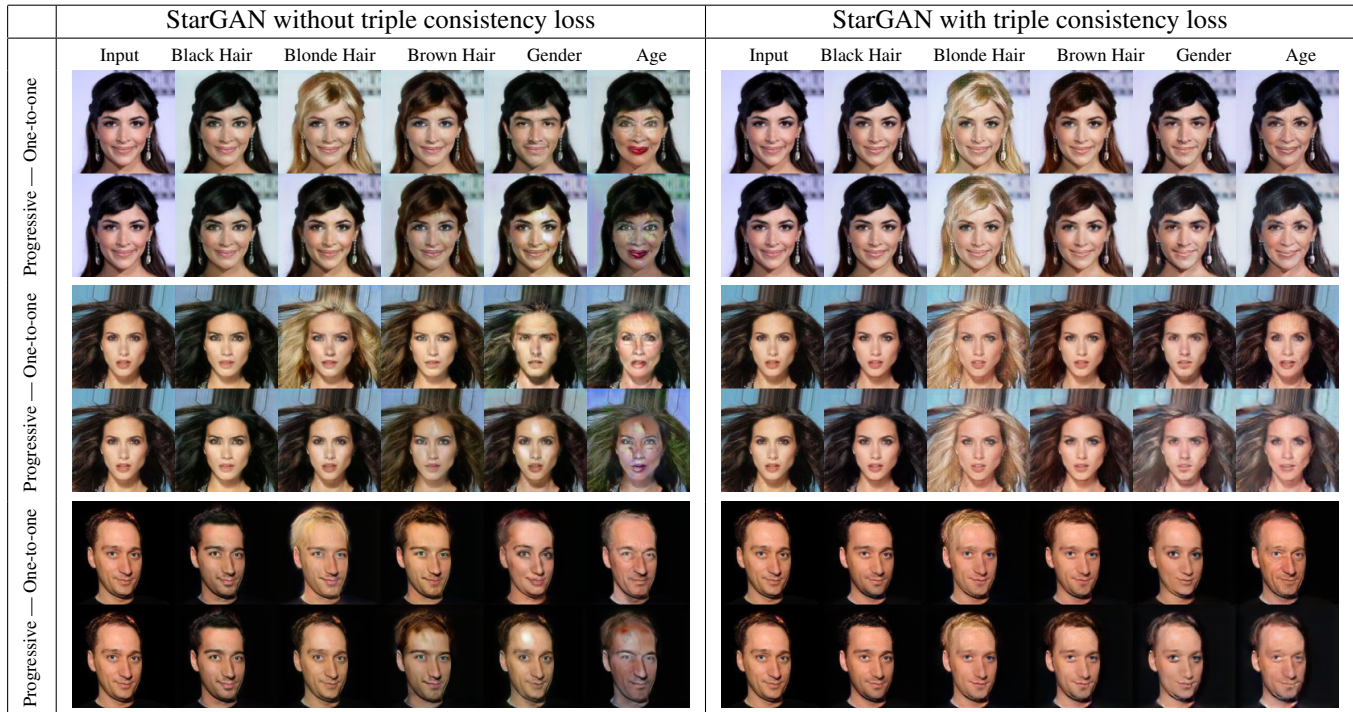 StarGAN without triple consistency loss
StarGAN with triple consistency loss
Input Black Hair Blonde Hair Brown Hair Gender Age
Input Black Hair Blonde Hair Brown Hair Gender Age
Progressive — One-to-one
Progressive — One-to-one
Progressive — One-to-one